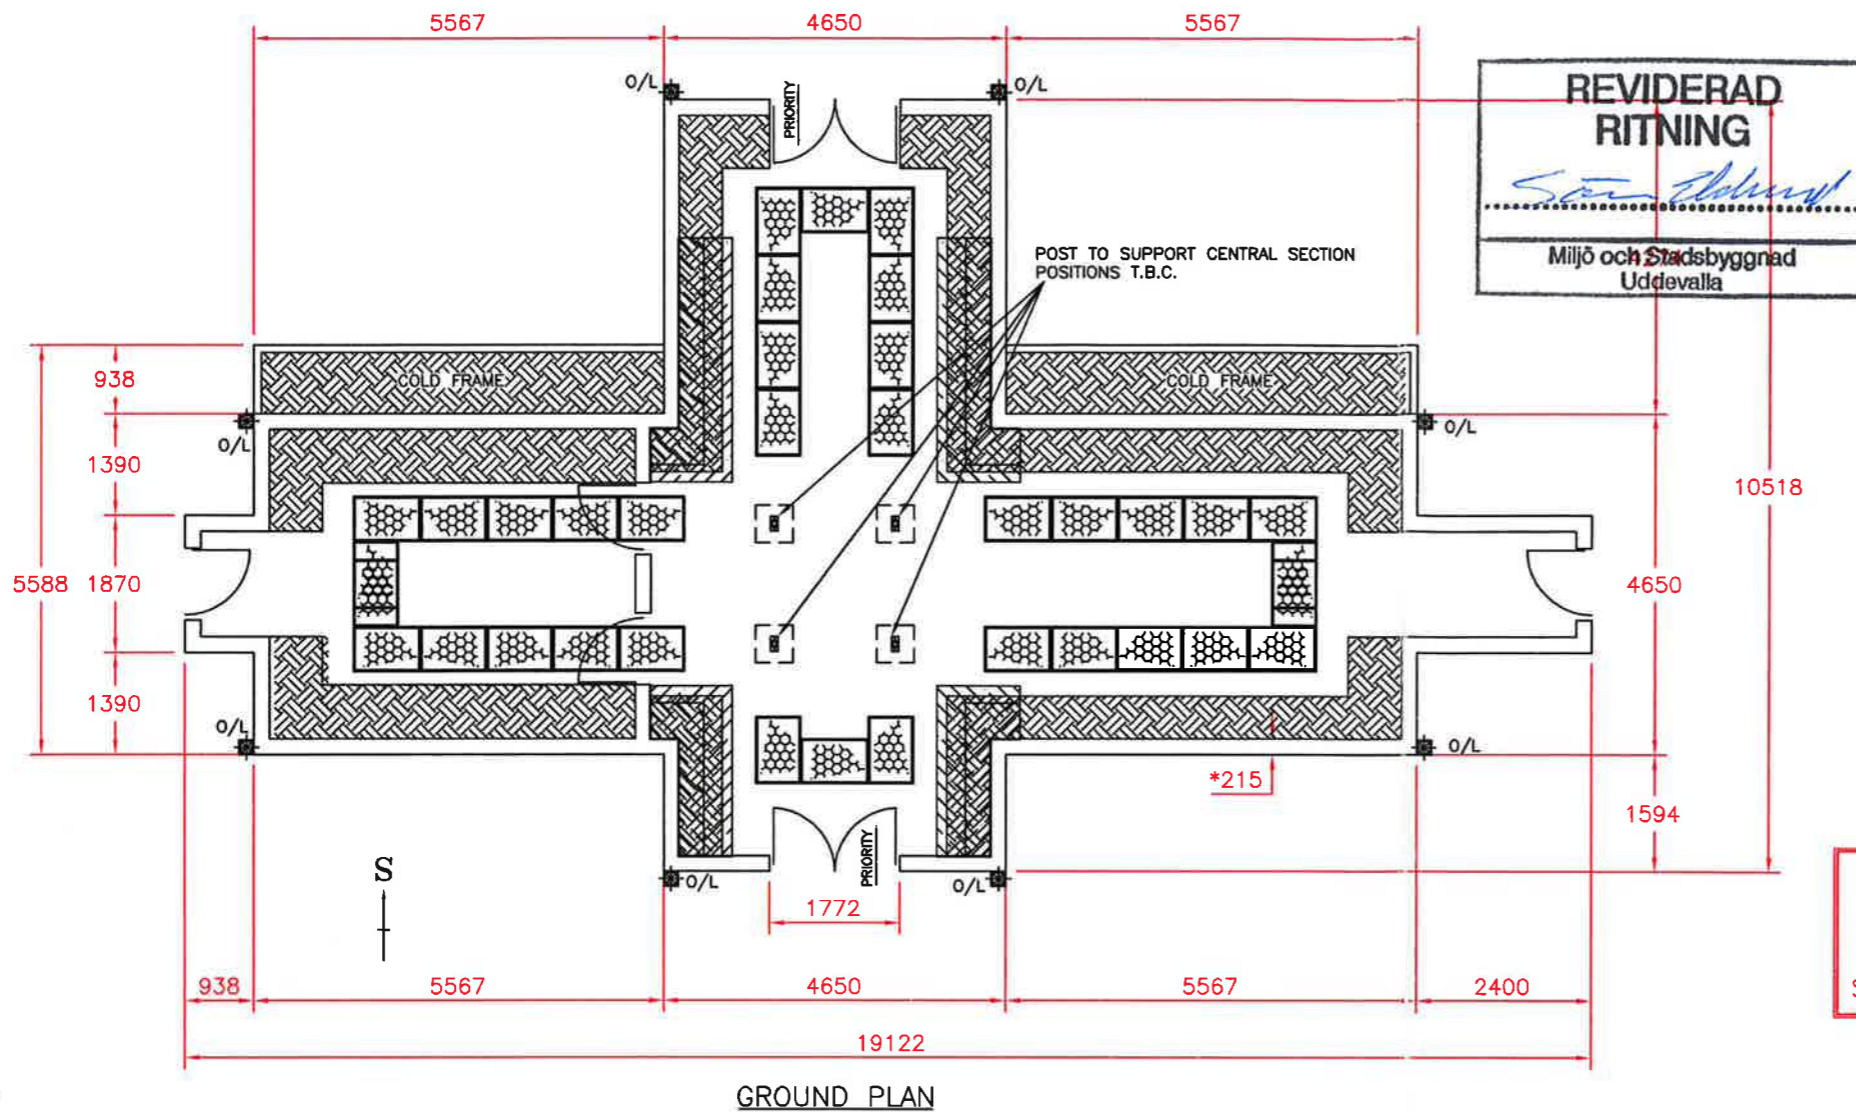 5567 4650 5567
O/L O/L
PRIORITY
REVIDERAD
RITNING
Miljö och Stadsbyggnad
Uddevalla
POST TO SUPPORT CENTRAL SECTION
POSITIONS T.B.C.
938
COLD FRAME
COLD FRAME
O/L
O/L
1390
10518
5588
1870
4650
1390
O/L
O/L
*215
1594
PRIORITY
S
O/L
O/L
1772
938 5567 4650 5567 2400
19122
GROUND PLAN